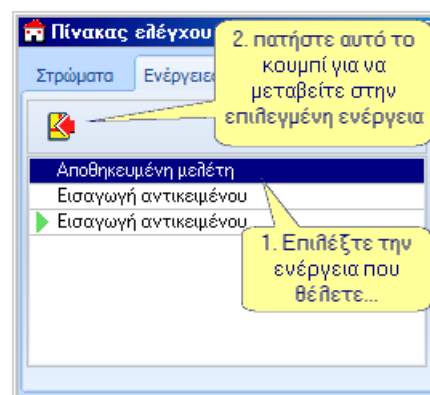 Πίνακας ελέγχου
2. πατήστε αυτό το
κουμπί για να
μεταβείτε στην
επιλεγμένη ενέργεια
Στρώματα Ενέργειες
Αποθηκευμένη μελέτη
Εισαγωγή αντικειμένου
Εισαγωγή αντικειμένου
1. Επιλέξτε την
ενέργεια που
θέλετε...